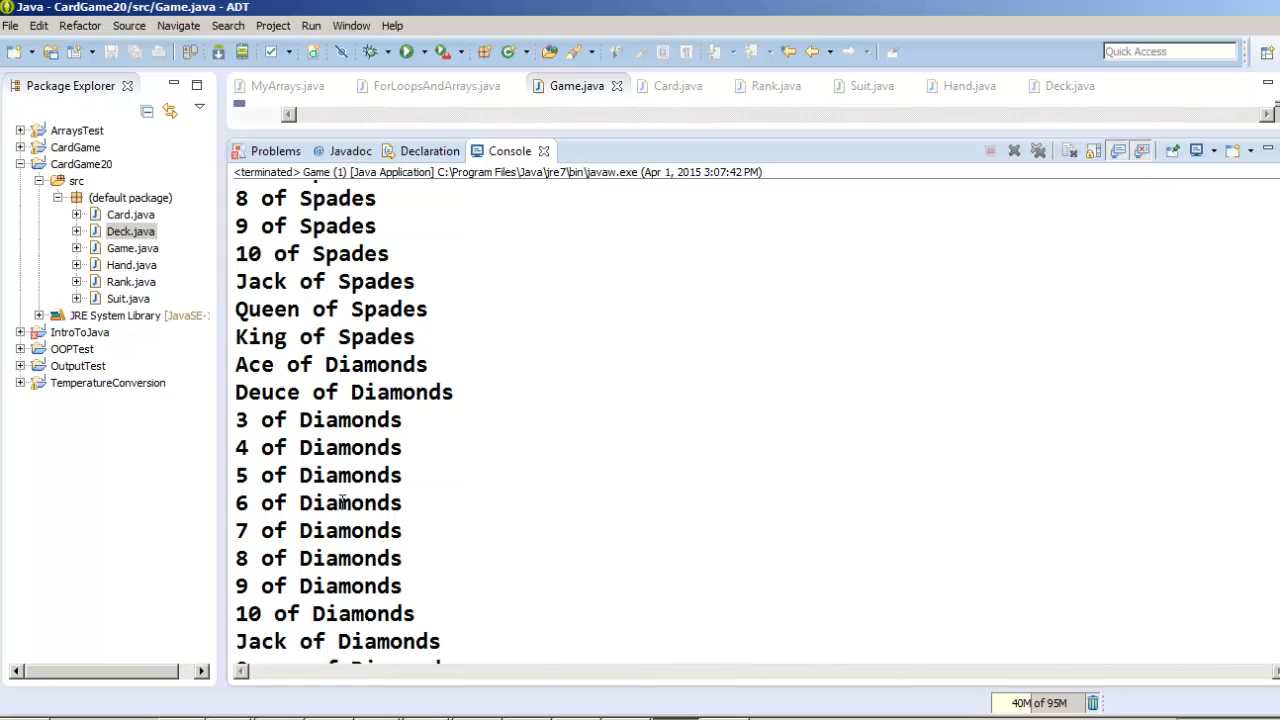 Java - CardGame20/src/Game.java - ADT
File Edit Refactor Source Navigate Search Project Run Window Help
Quick Access
Package Explorer
MyArrays.java ForLoopsAndArrays.java Game.java Card.java Rank.java Suit.java Hand.java Deck.java
ArraysTest
CardGame
CardGame20
src
(default package)
Card.java
Deck.java
Game.java
Hand.java
Rank.java
Suit.java
JRE System Library [JavaSE-
IntroToJava
OOPTest
OutputTest
TemperatureConversion
Problems @ Javadoc Declaration Console
<terminated> Game (1) [Java Application] C:\Program Files\Java\jre7\bin\javaw.exe (Apr 1, 2015 3:07:42 PM)
8 of Spades
9 of Spades
10 of Spades
Jack of Spades
Queen of Spades
King of Spades
Ace of Diamonds
Deuce of Diamonds
3 of Diamonds
4 of Diamonds
5 of Diamonds
6 of Diamonds
7 of Diamonds
8 of Diamonds
9 of Diamonds
10 of Diamonds
Jack of Diamonds
40M of 95M